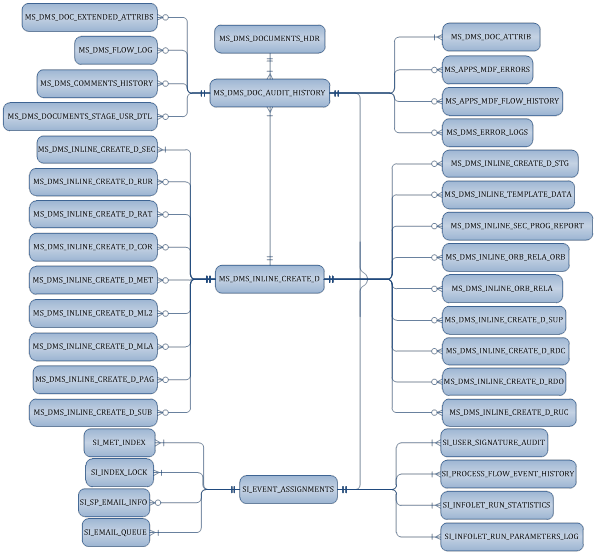 MS_DMS_DOC_EXTENDED_ATTRIBS
MS_DMS_FLOW_LOG
MS_DMS_COMMENTS_HISTORY
MS_DMS_DOCUMENTS_STAGE_USR_DTL
MS_DMS_DOCUMENTS_HDR
MS_DMS_DOC_AUDIT_HISTORY
MS_DMS_DOC_ATTRIB
MS_APPS_MDF_ERRORS
MS_APPS_MDF_FLOW_HISTORY
MS_DMS_ERROR_LOGS
MS_DMS_INLINE_CREATE_D_SEC
MS_DMS_INLINE_CREATE_D_RUR
MS_DMS_INLINE_CREATE_D_RAT
MS_DMS_INLINE_CREATE_D_COR
MS_DMS_INLINE_CREATE_D_MET
MS_DMS_INLINE_CREATE_D_ML2
MS_DMS_INLINE_CREATE_D_MLA
MS_DMS_INLINE_CREATE_D_PAG
MS_DMS_INLINE_CREATE_D_SUB
MS_DMS_INLINE_CREATE_D
MS_DMS_INLINE_CREATE_D_STG
MS_DMS_INLINE_TEMPLATE_DATA
MS_DMS_INLINE_SEC_PROG_REPORT
MS_DMS_INLINE_ORB_RELA_ORB
MS_DMS_INLINE_ORB_RELA
MS_DMS_INLINE_CREATE_D_SUP
MS_DMS_INLINE_CREATE_D_RDC
MS_DMS_INLINE_CREATE_D_RDO
MS_DMS_INLINE_CREATE_D_RUC
SI_MET_INDEX
SI_INDEX_LOCK
SI_SP_EMAIL_INFO
SI_EMAIL_QUEUE
SI_EVENT_ASSIGNMENTS
SI_USER_SIGNATURE_AUDIT
SI_PROCESS_FLOW_EVENT_HISTORY
SI_INFOLET_RUN_STATISTICS
SI_INFOLET_RUN_PARAMETERS_LOG